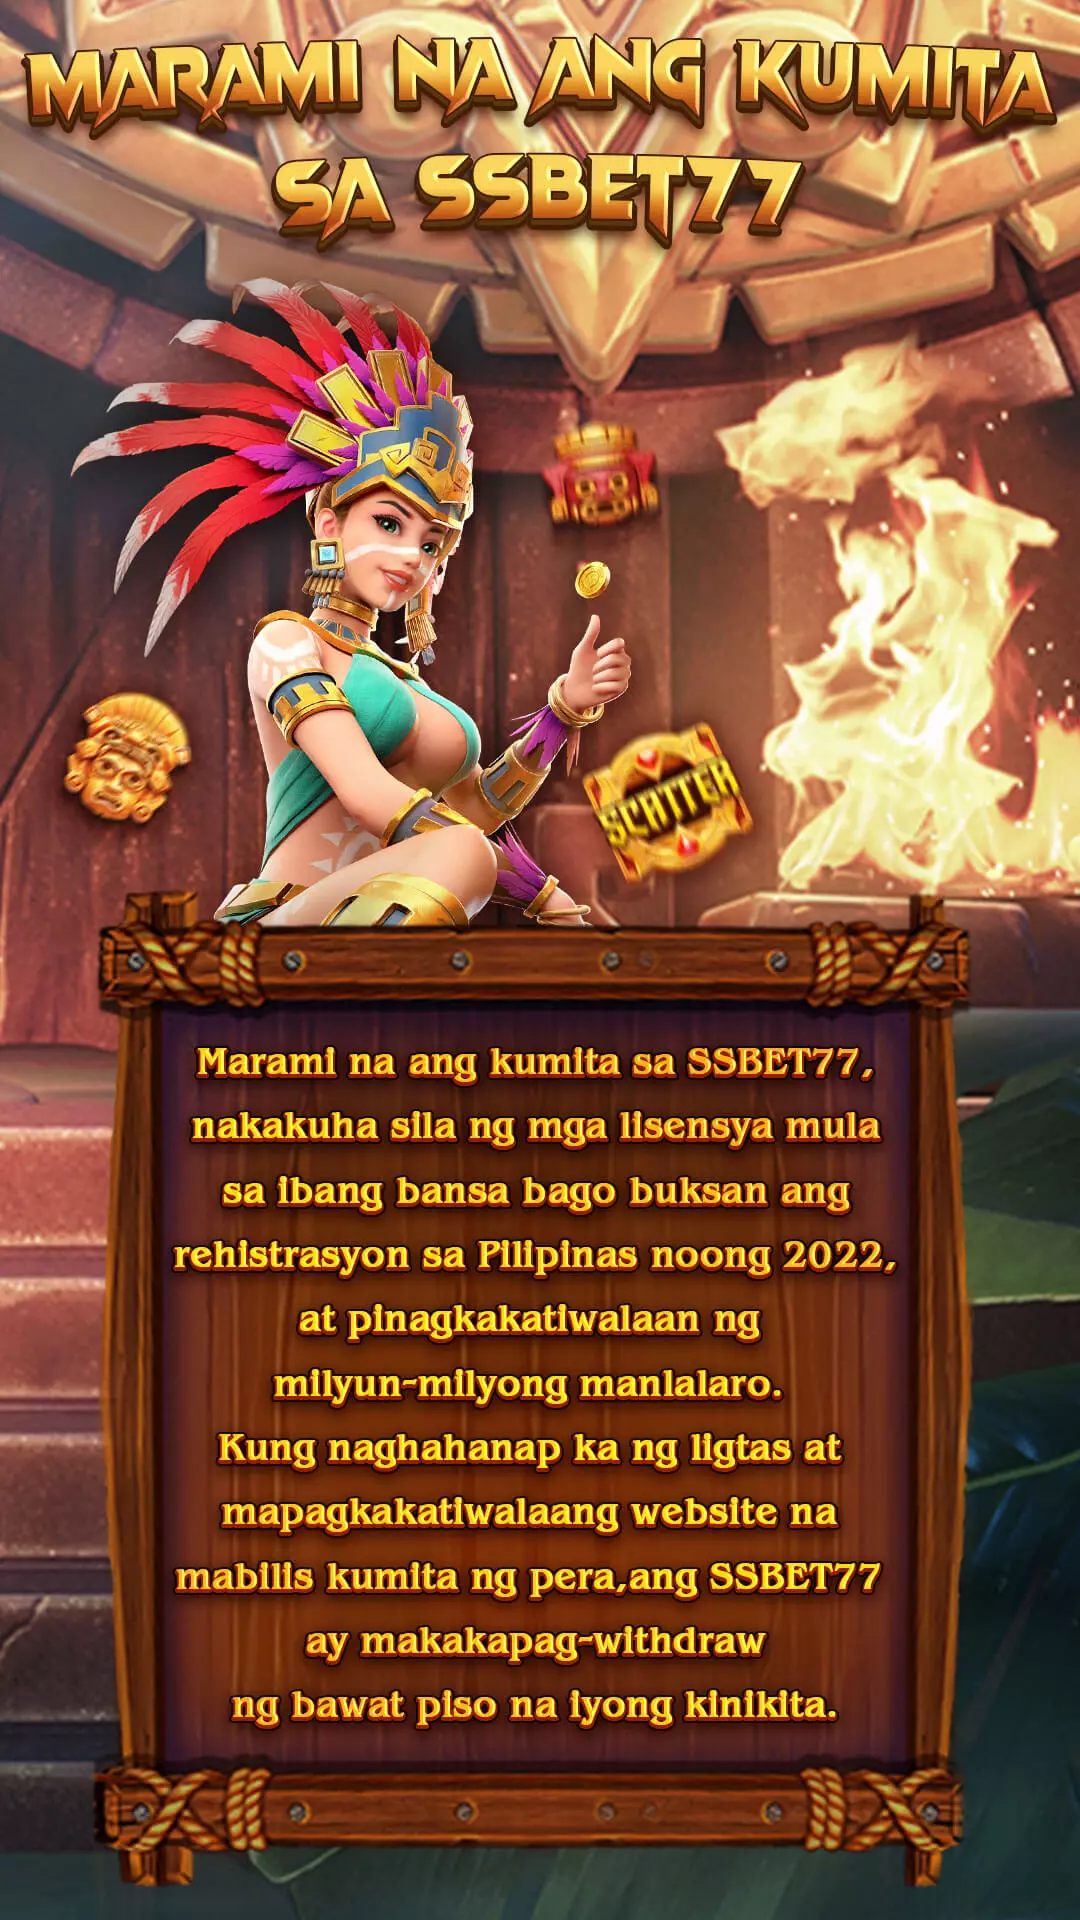 MARAMI NA ANG KUMITA
SA SSBET77
SCATTER
Marami na ang kumita sa SSBET77,
nakakuha sila ng mga lisensya mula
sa ibang bansa bago buksan ang
rehistrasyon sa Pilipinas noong 2022,
at pinagkakatiwalaan ng
milyun-milyong manlalaro.
Kung naghahanap ka ng ligtas at
mapagkakatiwalaang website na
mabilis kumita ng pera,ang SSBET77
ay makakapag-withdraw
ng bawat piso na iyong kinikita.